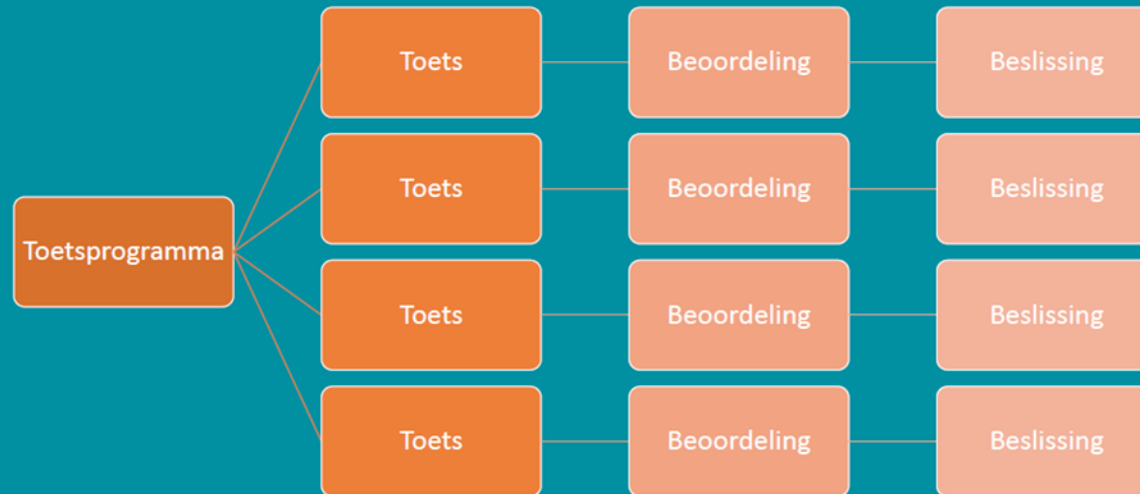 Toets
Beoordeling
Beslissing
Toets
Beoordeling
Beslissing
Toetsprogramma
Toets
Beoordeling
Beslissing
Toets
Beoordeling
Beslissing